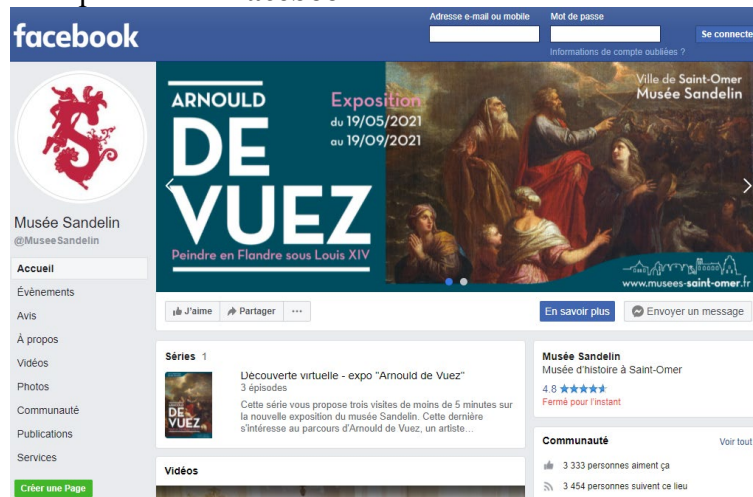 facebook
Adresse e-mail ou mobile
Mot de passe
Se connecte
Informations de compte oubliées ?
Musée Sandelin
@MuseeSandelin
Accueil
Évènements
Avis
À propos
Vidéos
Photos
Communauté
Publications
Services
Créer une Page
ARNOULD
DE
VUEZ
Peindre en Flandre sous Louis XIV
Exposition
du 19/05/2021
au 19/09/2021
Ville de Saint-Omer
Musée Sandelin
www.musees-saint-omer.fr
J'aime
Partager
En savoir plus
Envoyer un message
Séries 1
Découverte virtuelle - expo "Arnould de Vuez"
3 épisodes
Cette série vous propose trois visites de moins de 5 minutes sur
la nouvelle exposition du musée Sandelin. Cette dernière
s'intéresse au parcours d'Arnould de Vuez, un artiste…
DE
VUEZ
Vidéos
Musée Sandelin
Musée d'histoire à Saint-Omer
4.8
Fermé pour l'instant
Communauté
Voir tout
3 333 personnes aiment ça
3 454 personnes suivent ce lieu